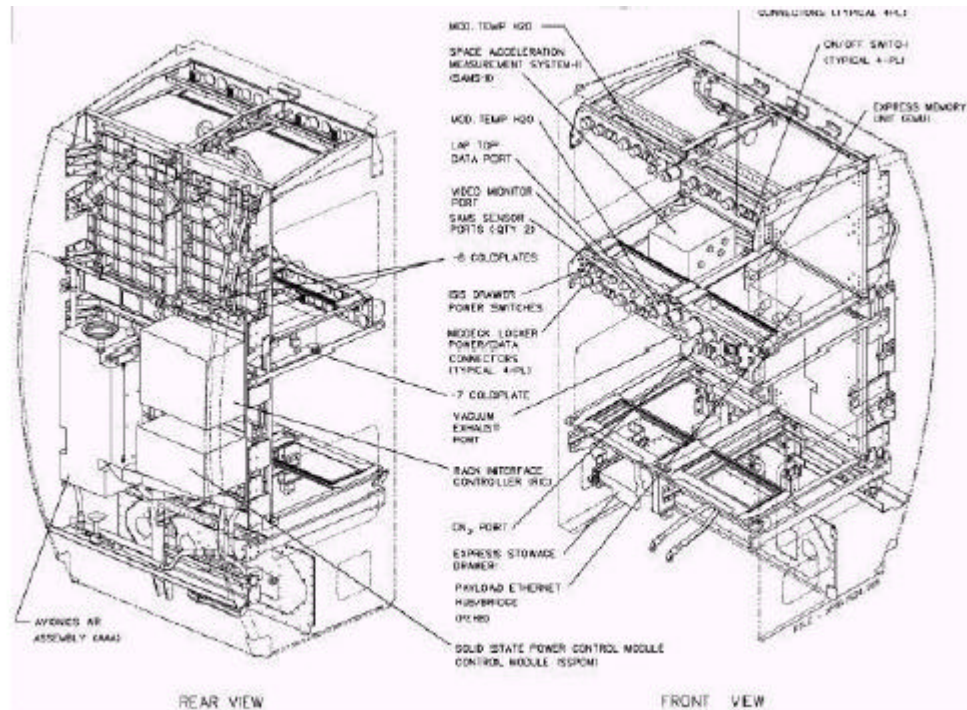 CONNECTORS (TYPICAL 4-PL)
MOD. TEMP H2O
ON/OFF SWITCH
(TYPICAL 4-PL)
SPACE ACCELERATION
MEASUREMENT SYSTEM-II
(SAMS-II)
EXPRESS MEMORY
UNIT (EMU)
MOD. TEMP H2O
LAP TOP
DATA PORT
VIDEO MONITOR
PORT
SAMS SENSOR
PORTS (QTY 2)
-8 COLDPLATES
ISIS DRAWER
POWER SWITCHES
MIDDECK LOCKER
POWER/DATA
CONNECTORS
(TYPICAL 4-PL)
-7 COLDPLATE
VACUUM
EXHAUST
PORT
RACK INTERFACE
CONTROLLER (RIC)
PORT
EXPRESS STOWAGE
DRAWER
PAYLOAD ETHERNET
HUB/BRIDGE
(PEHB)
AVIONICS AIR
ASSEMBLY (AAA)
SOLID STATE POWER CONTROL MODULE
CONTROL MODULE (SSPCM)
REAR VIEW
FRONT VIEW